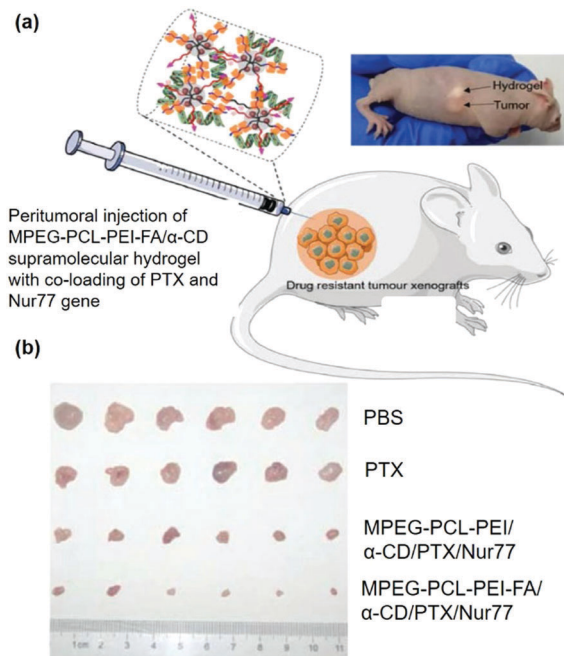 (a)
Hydrogel
Tumor
Peritumoral injection of
MPEG-PCL-PEI-FA/α-CD
supramolecular hydrogel
with co-loading of PTX and
Nur77 gene
Drug resistant tumour xenografts
(b)
PBS
PTX
MPEG-PCL-PEI/
α-CD/PTX/Nur77
MPEG-PCL-PEI-FA/
α-CD/PTX/Nur77
1cm 2 3 4 5 6 7 8 9 10 11